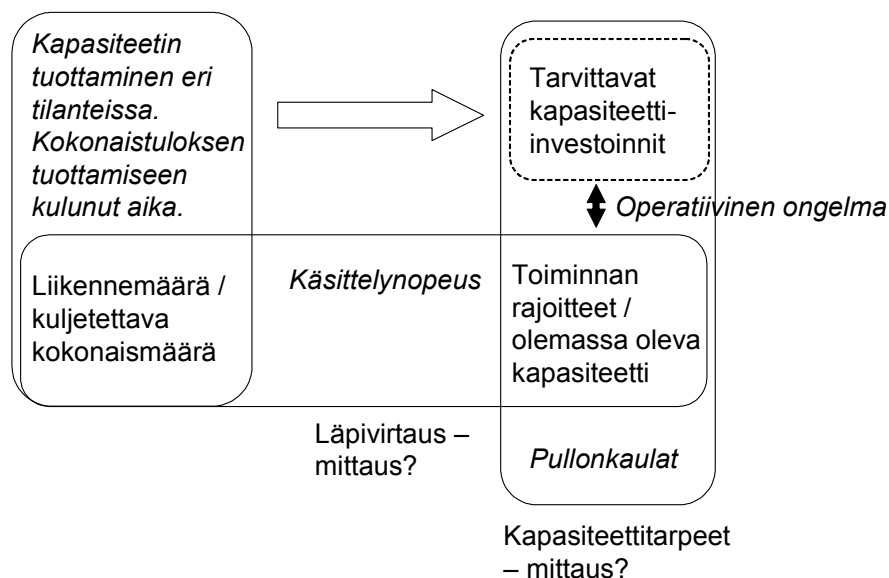 Kapasiteetin
tuottaminen eri
tilanteissa.
Kokonaistuloksen
tuottamiseen
kulunut aika.
Tarvittavat
kapasiteetti-
investoinnit
Operatiivinen ongelma
Liikennemäärä /
kuljetettava
kokonaismäärä
Käsittelynopeus
Toiminnan
rajoitteet /
olemassa oleva
kapasiteetti
Läpivirtaus –
mittaus?
Pullonkaulat
Kapasiteettitarpeet
– mittaus?